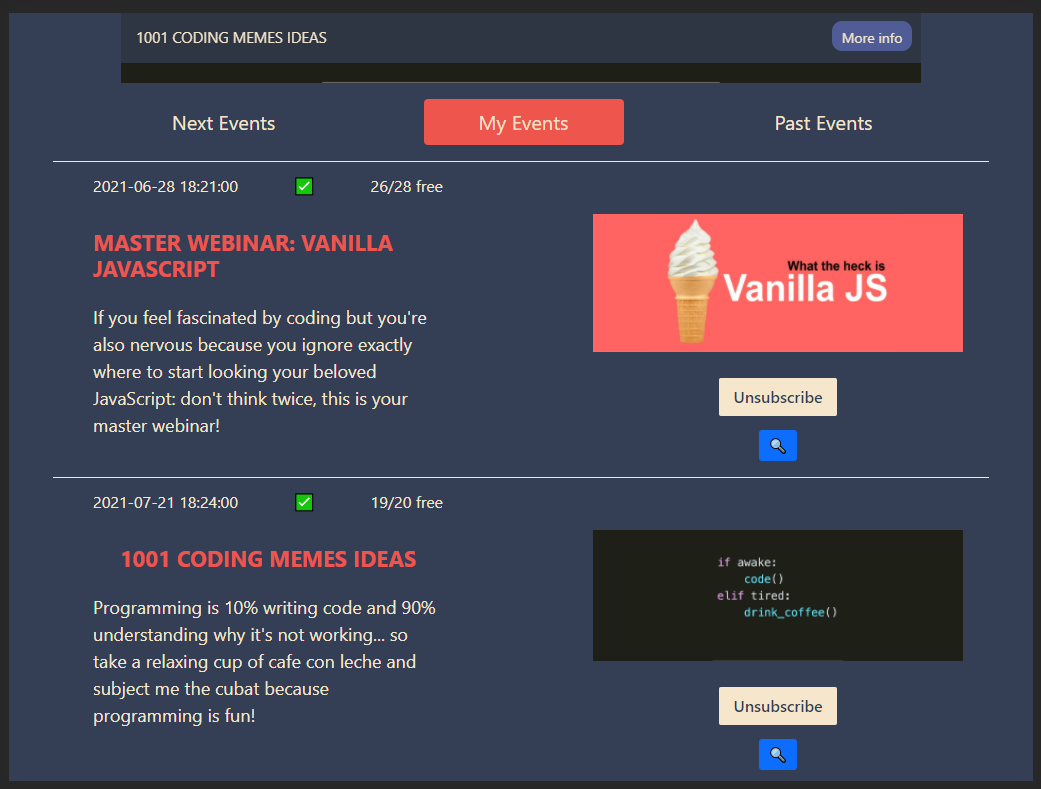 1001 CODING MEMES IDEAS
More info
Next Events
My Events
Past Events
2021-06-28 18:21:00 ✅ 26/28 free
MASTER WEBINAR: VANILLA
JAVASCRIPT
If you feel fascinated by coding but you're
also nervous because you ignore exactly
where to start looking your beloved
JavaScript: don't think twice, this is your
master webinar!
What the heck is
Vanilla JS
Unsubscribe
2021-07-21 18:24:00 ✅ 19/20 free
1001 CODING MEMES IDEAS
Programming is 10% writing code and 90%
understanding why it's not working... so
take a relaxing cup of cafe con leche and
subject me the cubat because
programming is fun!
if awake:
    code()
elif tired:
    drink_coffee()
Unsubscribe